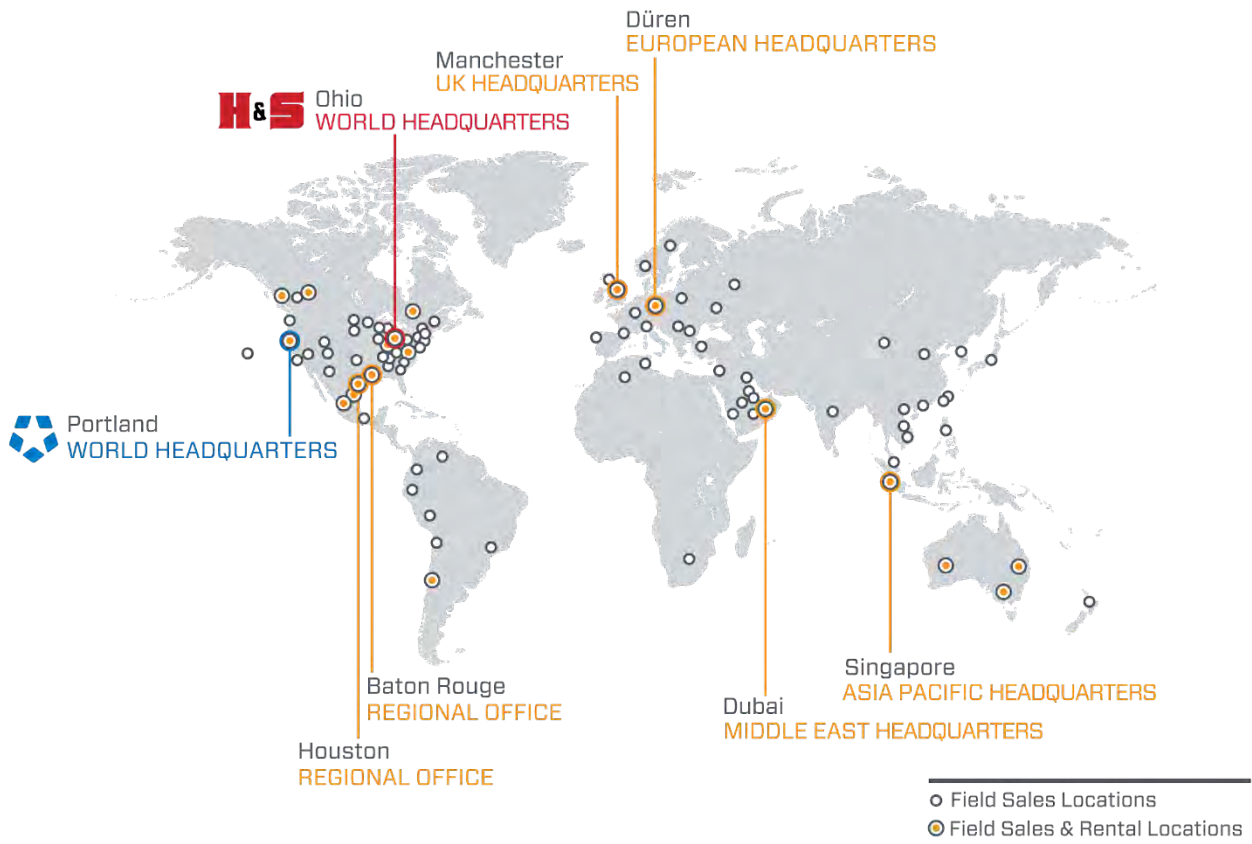 Düren
EUROPEAN HEADQUARTERS
Manchester
UK HEADQUARTERS
H&S
Ohio
WORLD HEADQUARTERS
Portland
WORLD HEADQUARTERS
Baton Rouge
REGIONAL OFFICE
Houston
REGIONAL OFFICE
Singapore
ASIA PACIFIC HEADQUARTERS
Dubai
MIDDLE EAST HEADQUARTERS
Field Sales Locations
Field Sales & Rental Locations